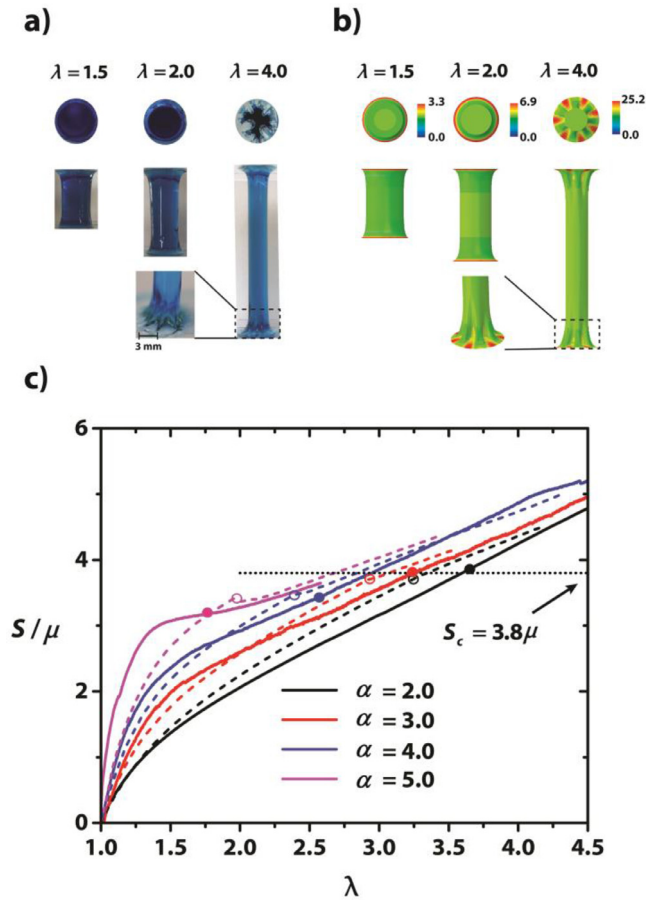 a)
b)
λ = 1.5
λ = 2.0
λ = 4.0
λ = 1.5
λ = 2.0
λ = 4.0
3.3
0.0
6.9
0.0
25.2
0.0
3 mm
c)
6
4
2
0
S / μ
S_c = 3.8μ
α = 2.0
α = 3.0
α = 4.0
α = 5.0
1.0 1.5 2.0 2.5 3.0 3.5 4.0 4.5
λ